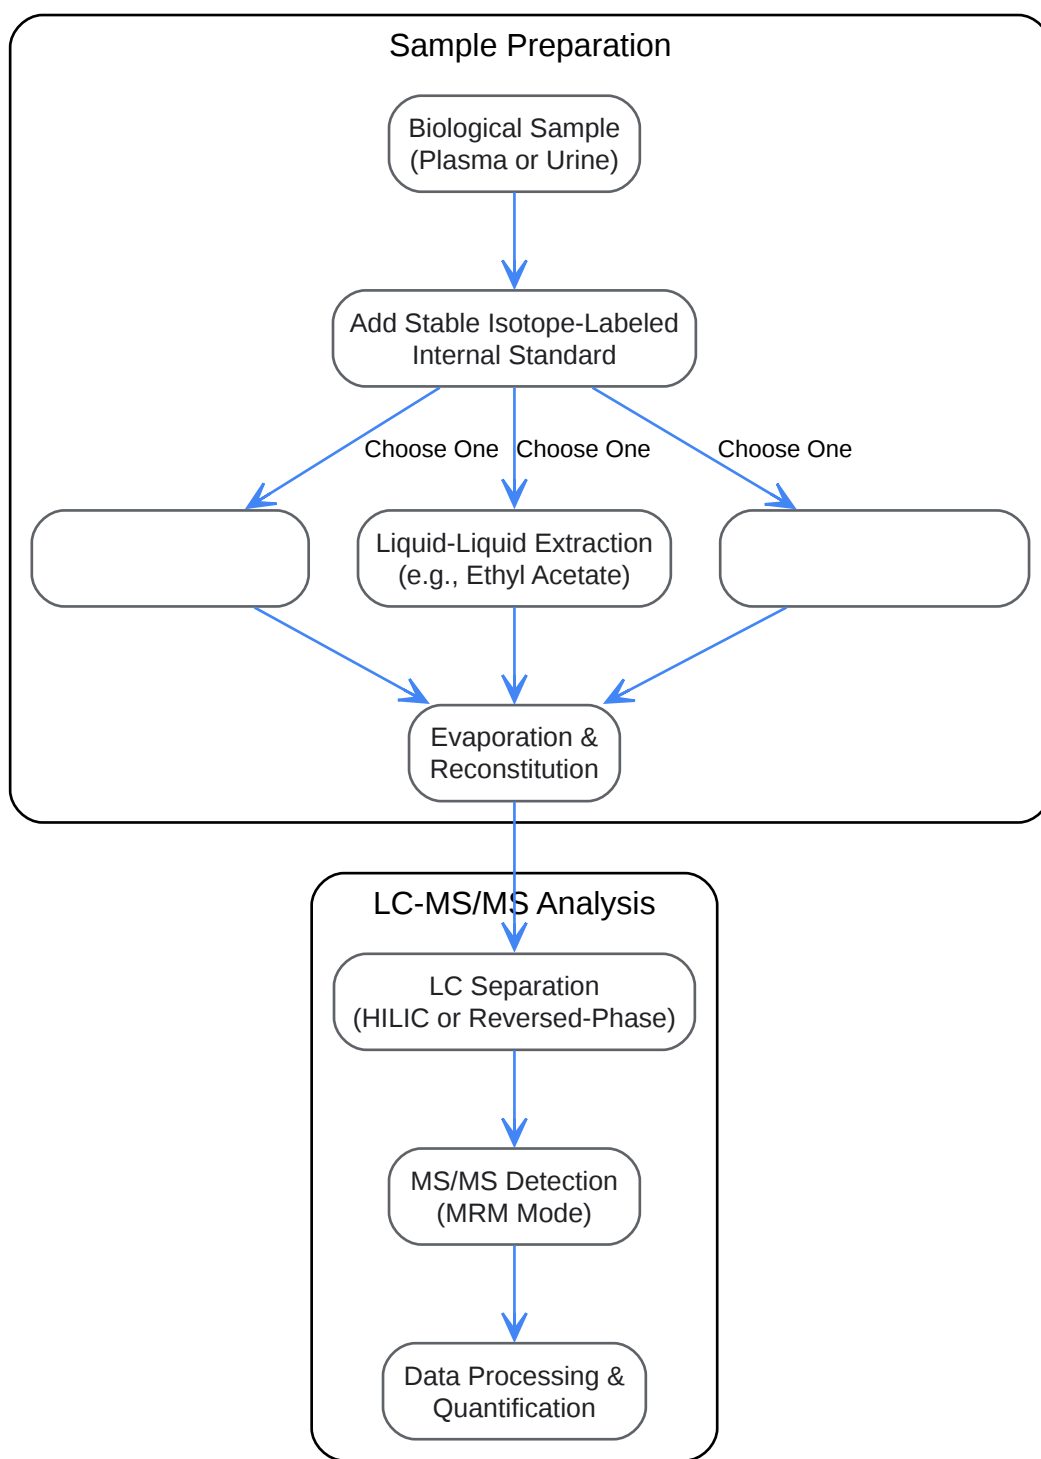 Sample Preparation
Biological Sample
(Plasma or Urine)
Add Stable Isotope-Labeled
Internal Standard
Choose One
Choose One
Choose One
Liquid-Liquid Extraction
(e.g., Ethyl Acetate)
Evaporation &
Reconstitution
LC-MS/MS Analysis
LC Separation
(HILIC or Reversed-Phase)
MS/MS Detection
(MRM Mode)
Data Processing &
Quantification